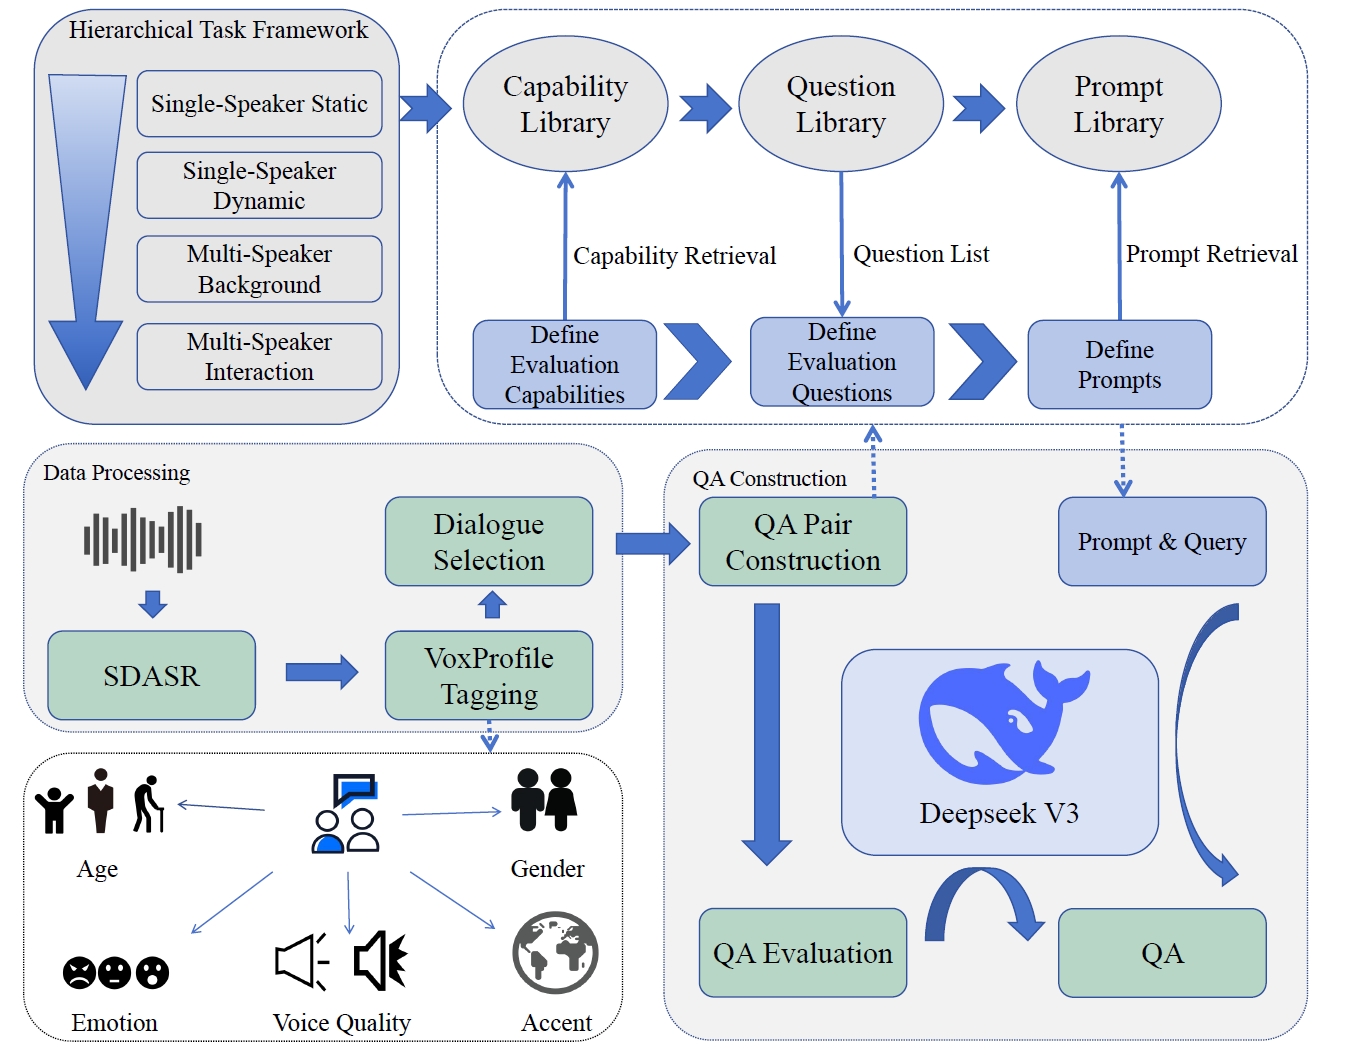 Hierarchical Task Framework
Single-Speaker Static
Single-Speaker
Dynamic
Multi-Speaker
Background
Multi-Speaker
Interaction
Capability
Library
Question
Library
Prompt
Library
Capability Retrieval
Question List
Prompt Retrieval
Define
Evaluation
Capabilities
Define
Evaluation
Questions
Define
Prompts
Data Processing
Dialogue
Selection
SDASR
VoxProfile
Tagging
QA Construction
QA Pair
Construction
Prompt & Query
Deepseek V3
QA Evaluation
QA
Age
Gender
Emotion
Voice Quality
Accent